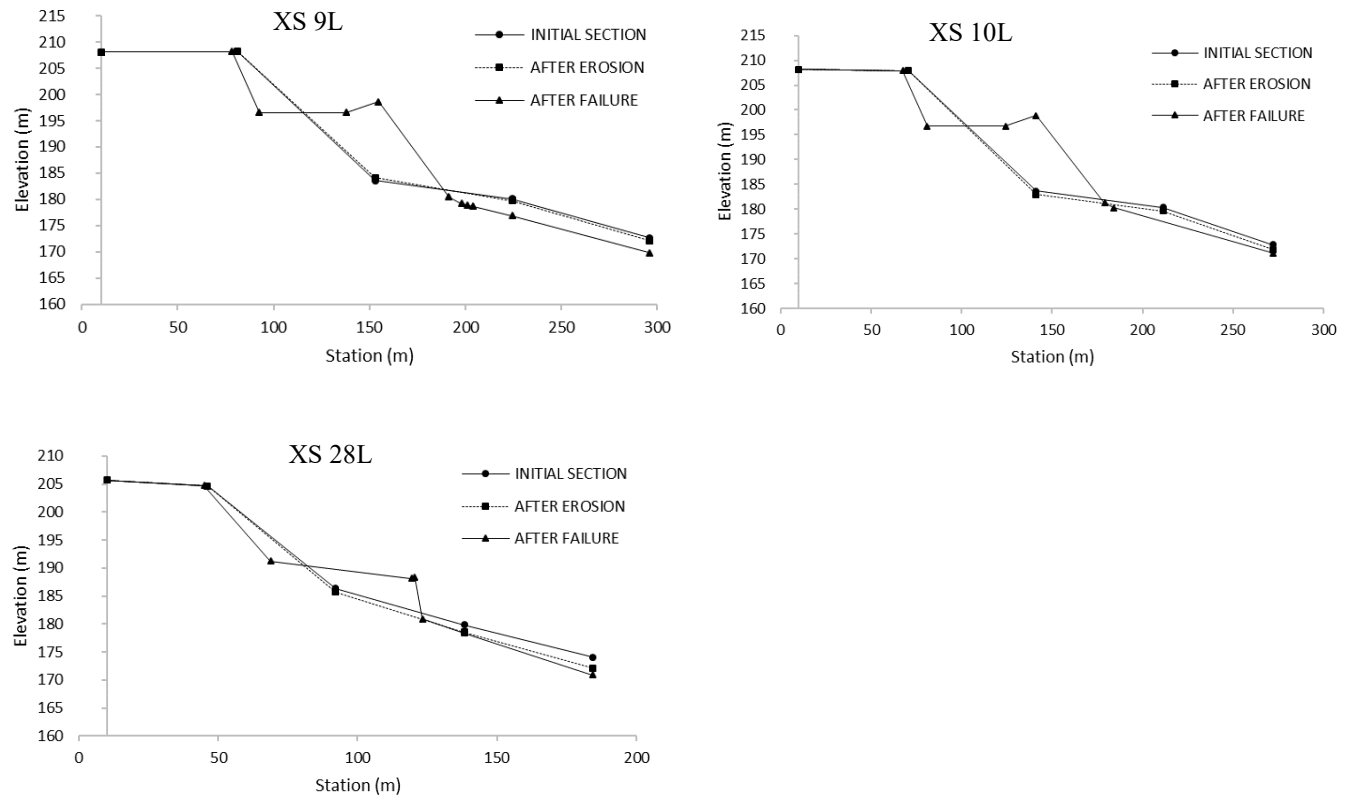 XS 9L
INITIAL SECTION
AFTER EROSION
AFTER FAILURE
Elevation (m)
215
210
205
200
195
190
185
180
175
170
165
160
0 50 100 150 200 250 300
Station (m)
XS 10L
INITIAL SECTION
AFTER EROSION
AFTER FAILURE
Elevation (m)
215
210
205
200
195
190
185
180
175
170
165
160
0 50 100 150 200 250 300
Station (m)
XS 28L
INITIAL SECTION
AFTER EROSION
AFTER FAILURE
Elevation (m)
210
205
200
195
190
185
180
175
170
165
160
0 50 100 150 200
Station (m)